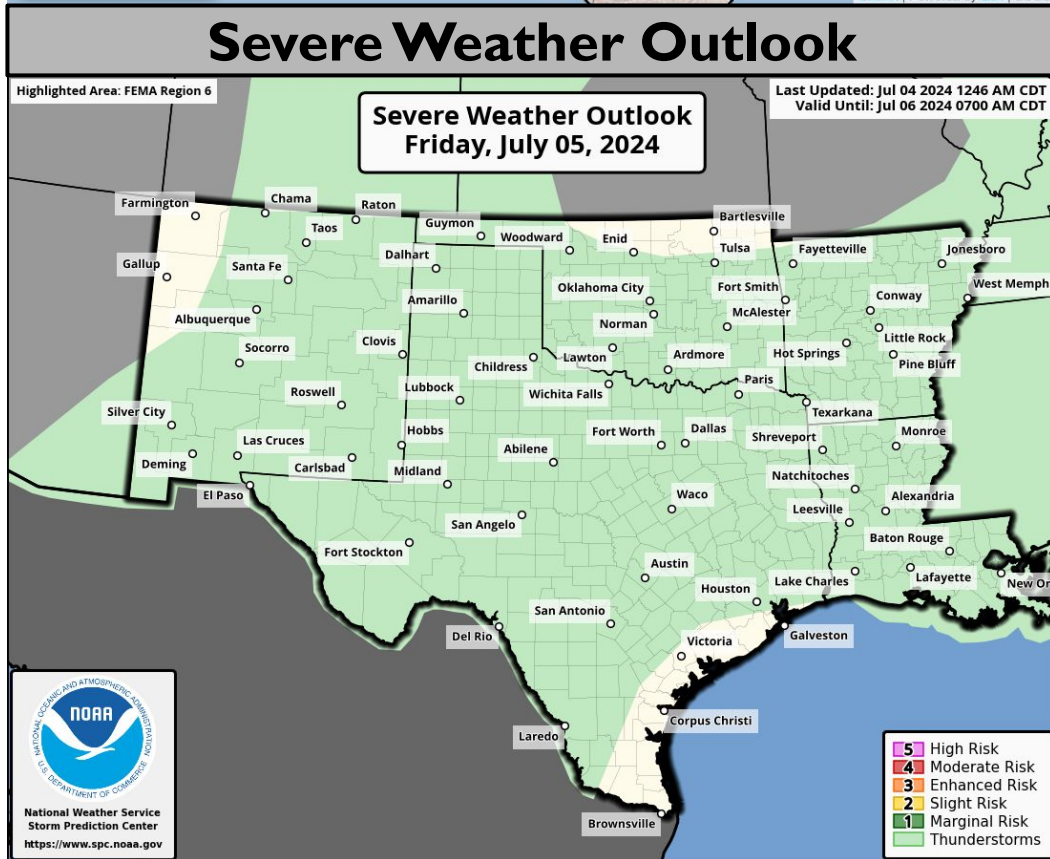 Severe Weather Outlook
Highlighted Area: FEMA Region 6
Severe Weather Outlook
Friday, July 05, 2024
Last Updated: Jul 04 2024 1246 AM CDT
Valid Until: Jul 06 2024 0700 AM CDT
Farmington
Chama
Raton
Taos
Guymon
Woodward
Enid
Bartlesville
Tulsa
Fayetteville
Jonesboro
Gallup
Santa Fe
Dalhart
Oklahoma City
Fort Smith
West Memph
Albuquerque
Amarillo
Norman
McAlester
Conway
Little Rock
Socorro
Clovis
Childress
Lawton
Ardmore
Hot Springs
Pine Bluff
Roswell
Lubbock
Wichita Falls
Paris
Texarkana
Silver City
Las Cruces
Hobbs
Abilene
Fort Worth
Dallas
Shreveport
Monroe
Deming
Carlsbad
Midland
Natchitoches
El Paso
San Angelo
Waco
Leesville
Alexandria
Fort Stockton
Baton Rouge
Austin
Houston
Lake Charles
Lafayette
New Or
San Antonio
Del Rio
Victoria
Galveston
Laredo
Corpus Christi
Brownsville
NATIONAL OCEANIC AND ATMOSPHERIC ADMINISTRATION
NOAA
U.S. DEPARTMENT OF COMMERCE
National Weather Service
Storm Prediction Center
https://www.spc.noaa.gov
5 High Risk
4 Moderate Risk
3 Enhanced Risk
2 Slight Risk
1 Marginal Risk
Thunderstorms